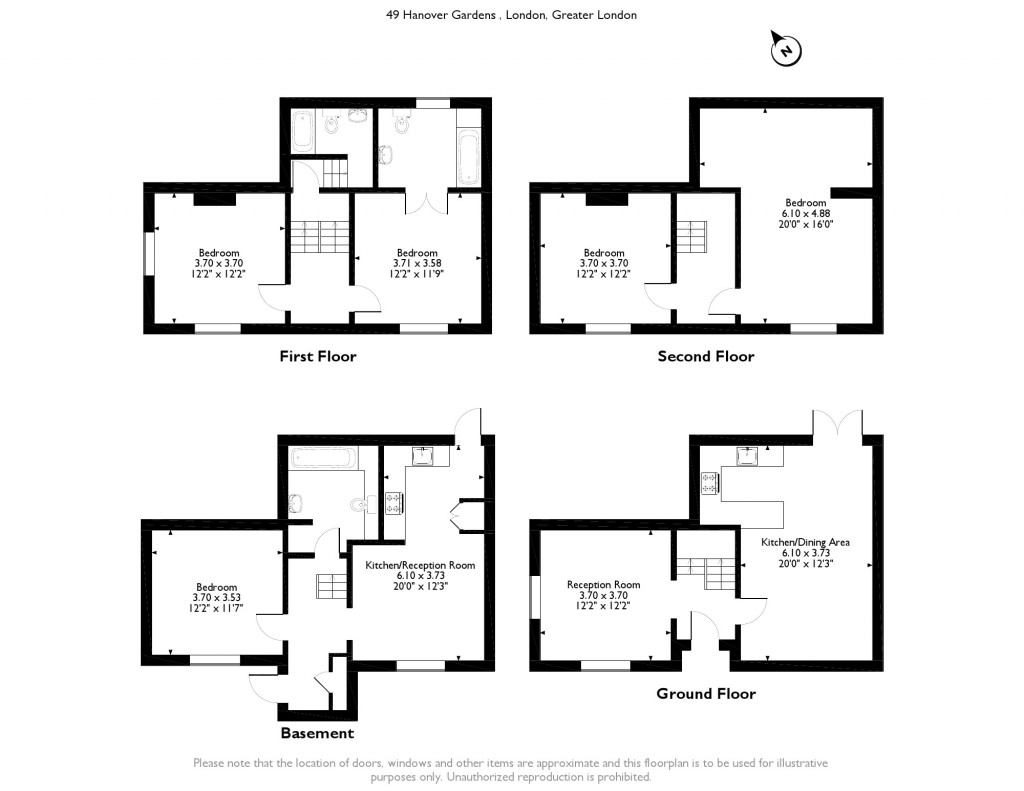 49 Hanover Gardens , London, Greater London
N
Bedroom
3.70 x 3.70
12'2" x 12'2"
Bedroom
3.71 x 3.58
12'2" x 11'9"
First Floor
Bedroom
3.70 x 3.70
12'2" x 12'2"
Bedroom
6.10 x 4.88
20'0" x 16'0"
Second Floor
Bedroom
3.70 x 3.53
12'2" x 11'7"
Kitchen/Reception Room
6.10 x 3.73
20'0" x 12'3"
Basement
Reception Room
3.70 x 3.70
12'2" x 12'2"
Kitchen/Dining Area
6.10 x 3.73
20'0" x 12'3"
Ground Floor
Please note that the location of doors, windows and other items are approximate and this floorplan is to be used for illustrative
purposes only. Unauthorized reproduction is prohibited.